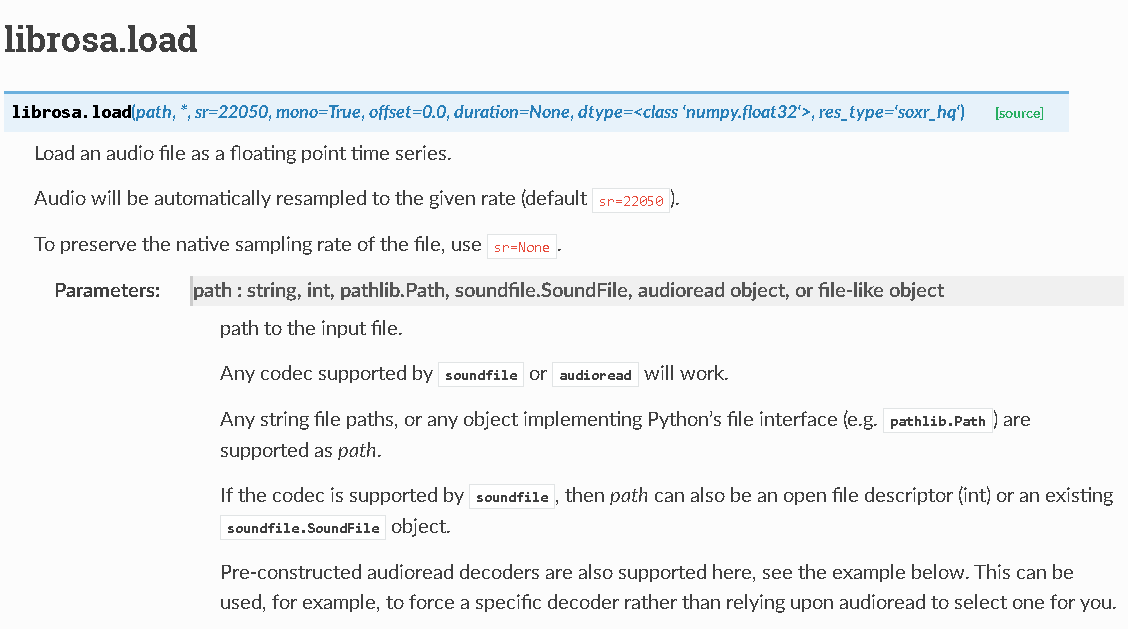 librosa.load
librosa.load(path, *, sr=22050, mono=True, offset=0.0, duration=None, dtype=<class ‘numpy.float32‘>, res_type=‘soxr_hq‘) [source]
Load an audio file as a floating point time series.
Audio will be automatically resampled to the given rate (default sr=22050).
To preserve the native sampling rate of the file, use sr=None.
Parameters: path : string, int, pathlib.Path, soundfile.SoundFile, audioread object, or file-like object
path to the input file.
Any codec supported by soundfile or audioread will work.
Any string file paths, or any object implementing Python’s file interface (e.g. pathlib.Path) are
supported as path.
If the codec is supported by soundfile, then path can also be an open file descriptor (int) or an existing
soundfile.SoundFile object.
Pre-constructed audioread decoders are also supported here, see the example below. This can be
used, for example, to force a specific decoder rather than relying upon audioread to select one for you.